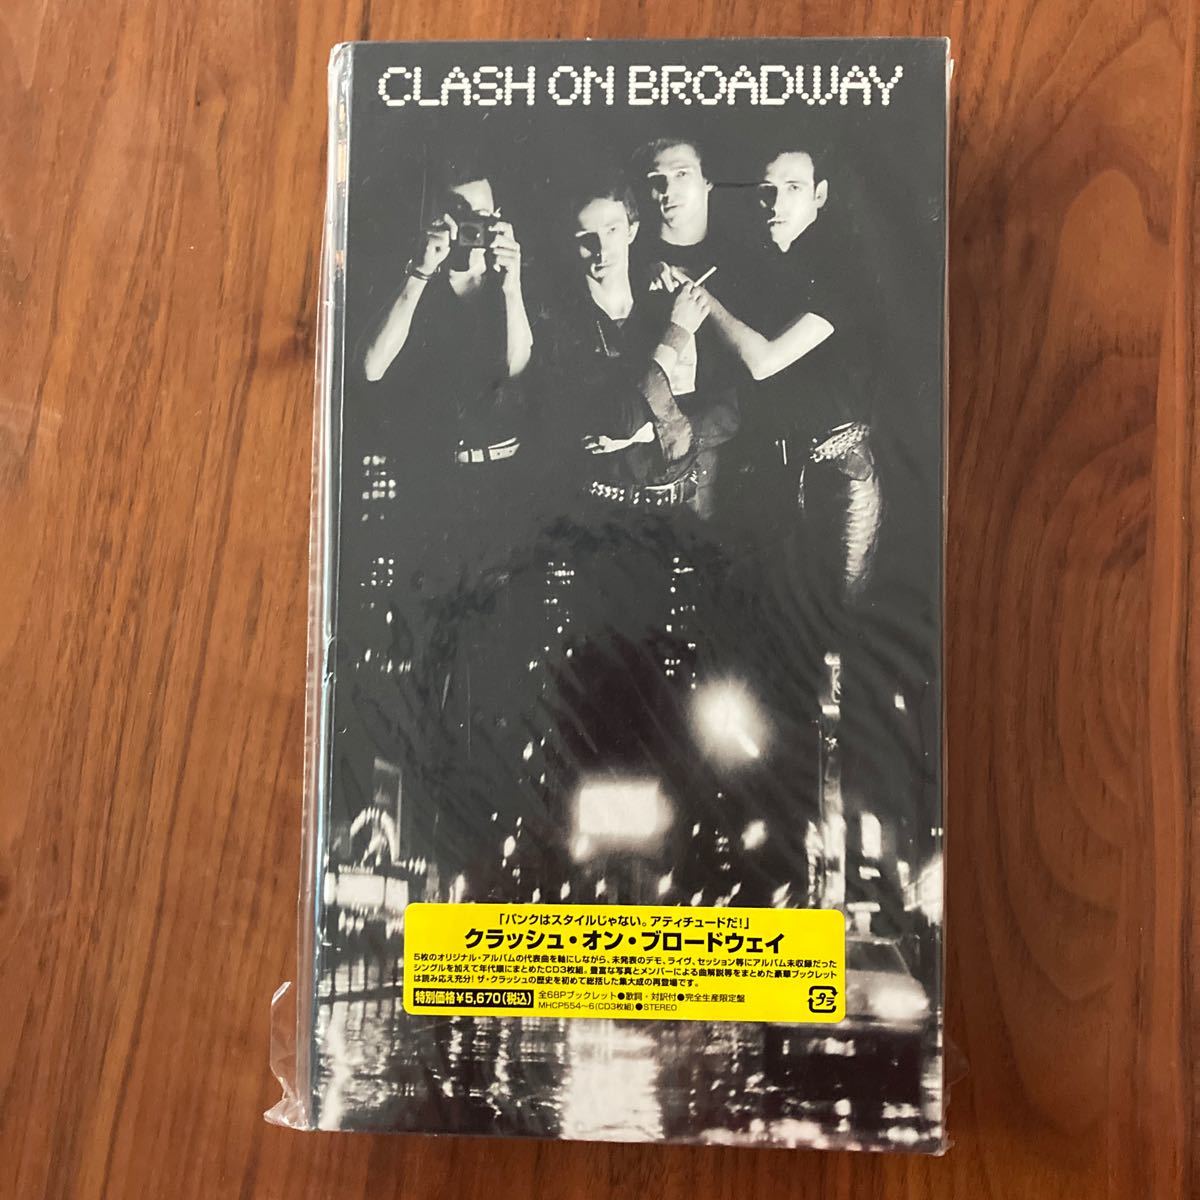 CLASH ON BROADWAY
「パンクはスタイルじゃない。アティチュードだ!」
クラッシュ・オン・ブロードウェイ
5枚のオリジナル・アルバムの代表曲を軸にしながら、未発表のデモ、ライヴ、セッション等にアルバム未収録だった
シングルを加えて年代順にまとめたCD3枚組。豊富な写真とメンバーによる曲解説等をまとめた豪華ブックレット
は読み応え充分!ザ・クラッシュの歴史を初めて総括した集大成の再登場です。
特別価格¥5,670(税込) 全68Pブックレット●歌詞・対訳付●完全生産限定盤
MHCP554~6(CD3枚組)●STEREO
プラ